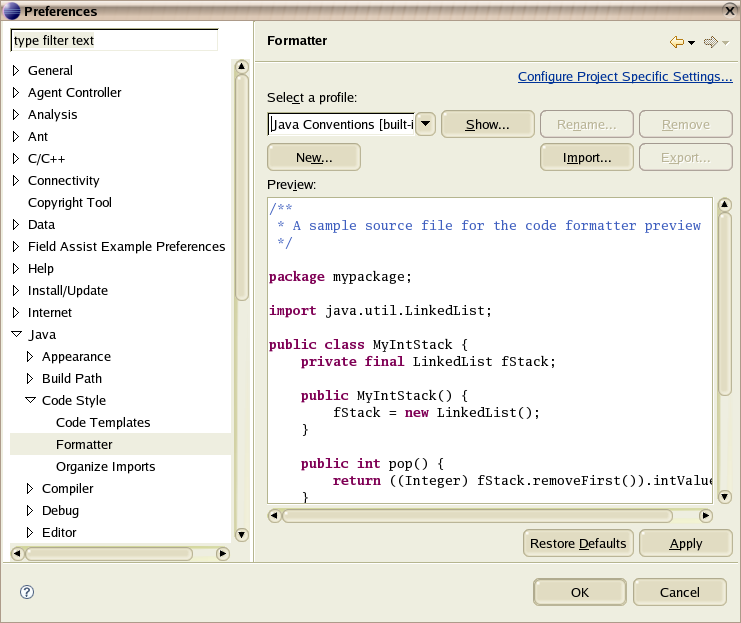 Preferences
type filter text
General
Agent Controller
Analysis
Ant
C/C++
Connectivity
Copyright Tool
Data
Field Assist Example Preferences
Help
Install/Update
Internet
Java
Appearance
Build Path
Code Style
Code Templates
Formatter
Organize Imports
Compiler
Debug
Editor
Formatter
Configure Project Specific Settings...
Select a profile:
Java Conventions [built-i
Show...
Rename...
Remove
New...
Import...
Export...
Preview:
/**
 * A sample source file for the code formatter preview
 */
package mypackage;
import java.util.LinkedList;
public class MyIntStack {
    private final LinkedList fStack;
    public MyIntStack() {
        fStack = new LinkedList();
    }
    public int pop() {
        return ((Integer) fStack.removeFirst()).intValue
    }
Restore Defaults
Apply
?
OK
Cancel